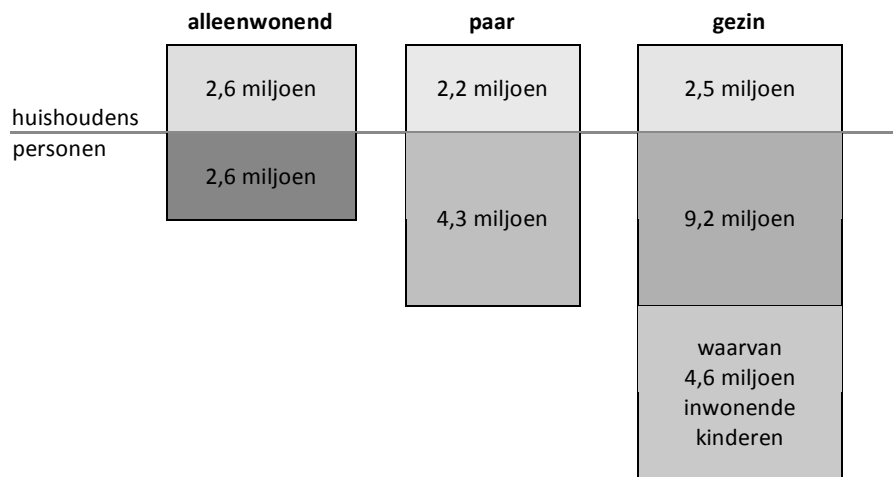 alleenwonend paar gezin
2,6 miljoen 2,2 miljoen 2,5 miljoen
huishoudens
personen
2,6 miljoen
4,3 miljoen 9,2 miljoen
waarvan
4,6 miljoen
inwonende
kinderen